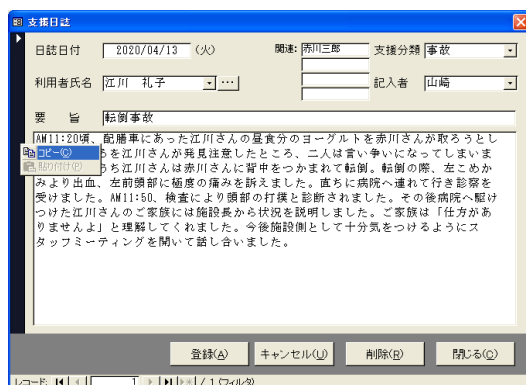 支援日誌
日誌日付 2020/04/13 (火) 関連: 赤川三郎 支援分類 事故
利用者氏名 江川 礼子 ... 記入者 山崎
要 旨 転倒事故
AM11:20頃、配膳車にあった江川さんの昼食分のヨーグルトを赤川さんが取ろうとし
コピー(C) ろを江川さんが発見注意したところ、二人は言い争いになってしまいま
貼り付け(P) ち江川さんは赤川さんに背中をつかまれて転倒。転倒の際、左こめか
みより出血、左前頭部に極度の痛みを訴えました。直ちに病院へ連れて行き診察を
受けました。AM11:50、検査により頭部の打撲と診断されました。その後病院へ駆け
つけた江川さんのご家族には施設長から状況を説明しました。ご家族は「仕方があ
りませんよ」と理解してくれました。今後施設側として十分気をつけるようにス
タッフミーティングを開いて話し合いました。
登録(A) キャンセル(U) 削除(R) 閉じる(C)
レコード: 1 / 1 (フィルタ)